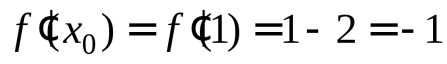 f ¢(x₀) = f ¢(1) = 1 - 2 = -1